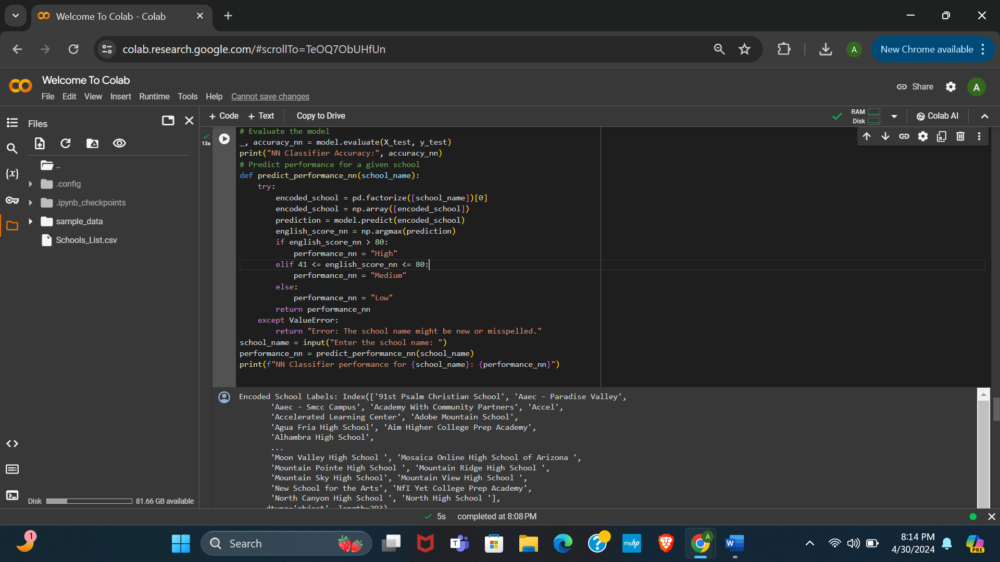 Welcome To Colab - Colab
colab.research.google.com/#scrollTo=TeOQ7ObUHfUn
A
New Chrome available
Welcome To Colab
File Edit View Insert Runtime Tools Help Cannot save changes
Share
A
Files
+ Code + Text Copy to Drive
RAM
Disk
Colab AI
..
.config
.ipynb_checkpoints
sample_data
Schools_List.csv
{x}
Disk 81.66 GB available
13s
# Evaluate the model
_, accuracy_nn = model.evaluate(X_test, y_test)
print("NN Classifier Accuracy:", accuracy_nn)
# Predict performance for a given school
def predict_performance_nn(school_name):
    try:
        encoded_school = pd.factorize([school_name])[0]
        encoded_school = np.array([encoded_school])
        prediction = model.predict(encoded_school)
        english_score_nn = np.argmax(prediction)
        if english_score_nn > 80:
            performance_nn = "High"
        elif 41 <= english_score_nn <= 80:
            performance_nn = "Medium"
        else:
            performance_nn = "Low"
        return performance_nn
    except ValueError:
        return "Error: The school name might be new or misspelled."
school_name = input("Enter the school name: ")
performance_nn = predict_performance_nn(school_name)
print(f"NN Classifier performance for {school_name}: {performance_nn}")
Encoded School Labels: Index(['91st Psalm Christian School', 'Aaec - Paradise Valley',
'Aaec - Smcc Campus', 'Academy With Community Partners', 'Accel',
'Accelerated Learning Center', 'Adobe Mountain School',
'Agua Fria High School', 'Aim Higher College Prep Academy',
'Alhambra High School',
...
'Moon Valley High School ', 'Mosaica Online High School of Arizona ',
'Mountain Pointe High School ', 'Mountain Ridge High School ',
'Mountain Sky High School', 'Mountain View High School ',
'New School for the Arts', 'NfI Yet College Prep Academy',
'North Canyon High School ', 'North High School '],
dtype='object', length=293)
5s completed at 8:08 PM
1
Search
T
?
myhp
A
W
8:14 PM
4/30/2024
PRE